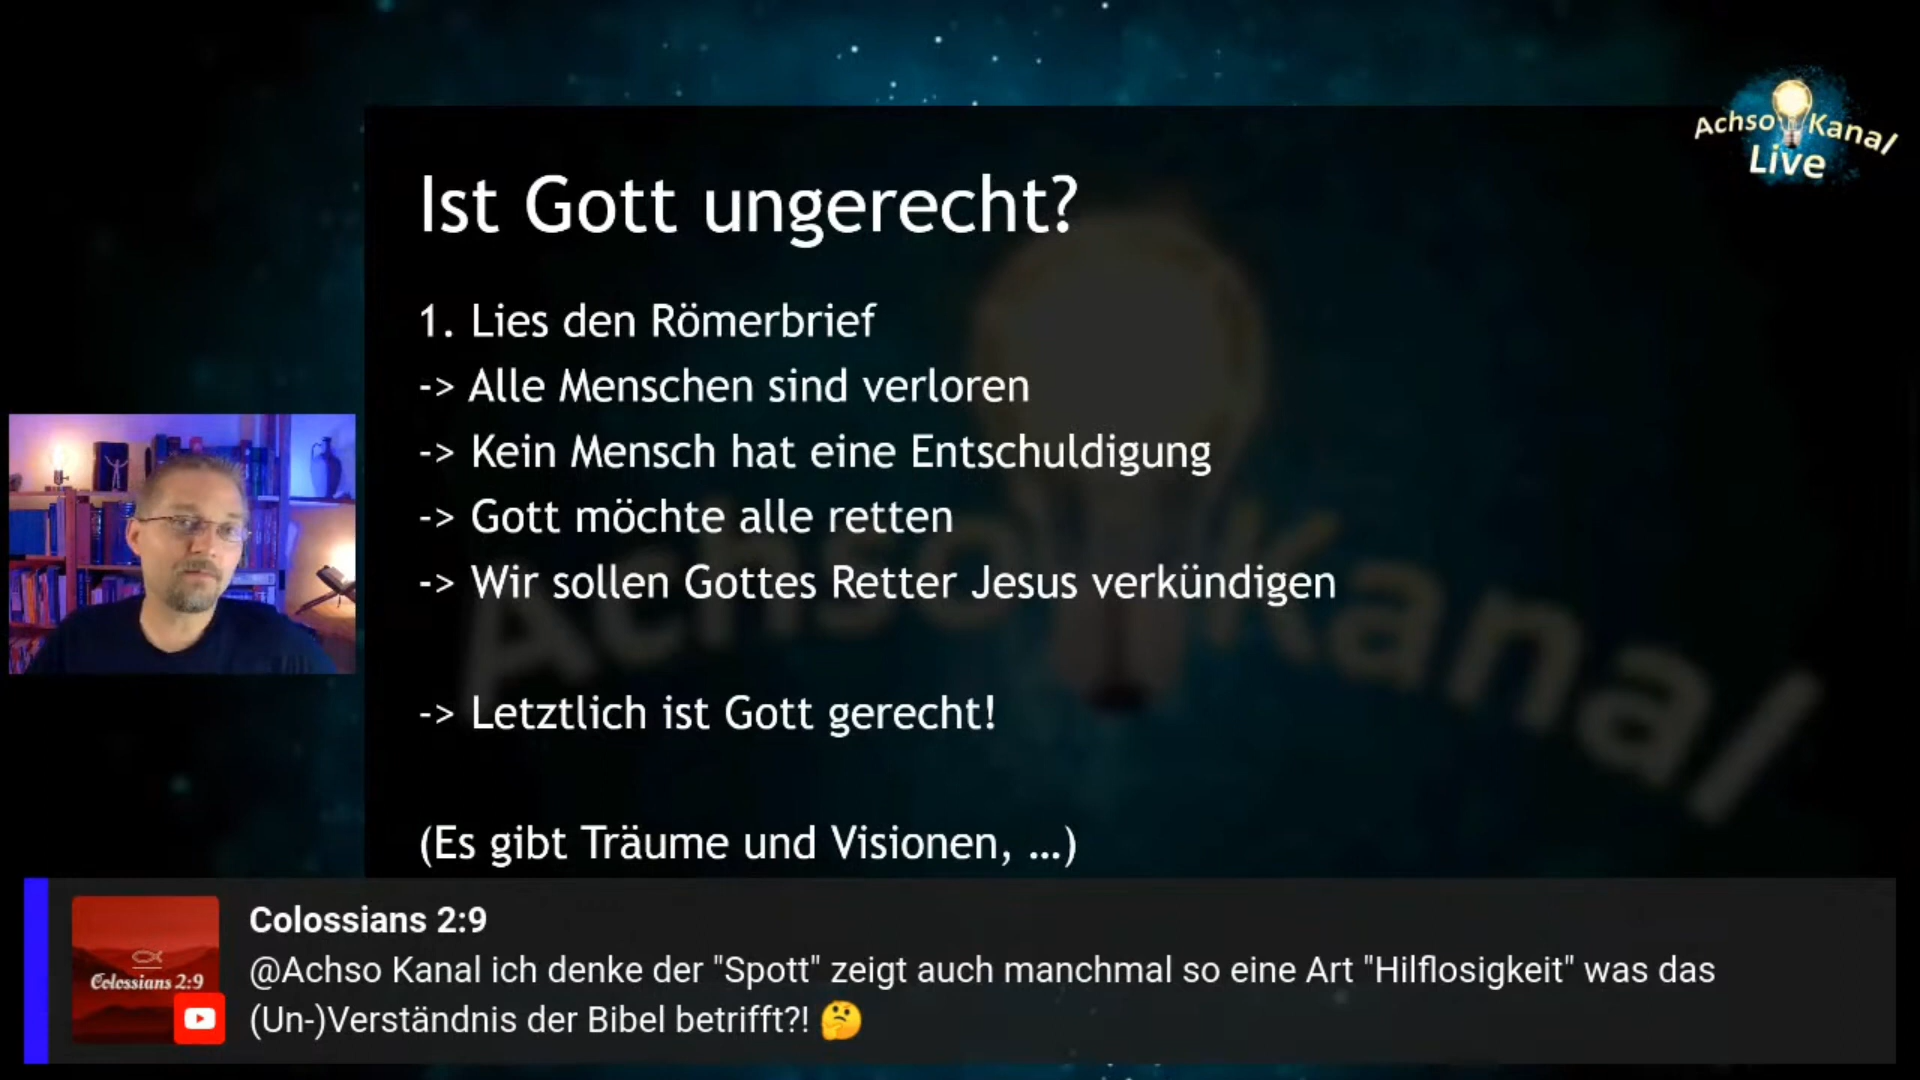 Achso Kanal
Live
Ist Gott ungerecht?
1. Lies den Römerbrief
-> Alle Menschen sind verloren
-> Kein Mensch hat eine Entschuldigung
-> Gott möchte alle retten
-> Wir sollen Gottes Retter Jesus verkündigen
-> Letztlich ist Gott gerecht!
(Es gibt Träume und Visionen, ...)
Achso Kanal
Colossians 2:9
Colossians 2:9
@Achso Kanal ich denke der "Spott" zeigt auch manchmal so eine Art "Hilflosigkeit" was das
(Un-)Verständnis der Bibel betrifft?! 🤔